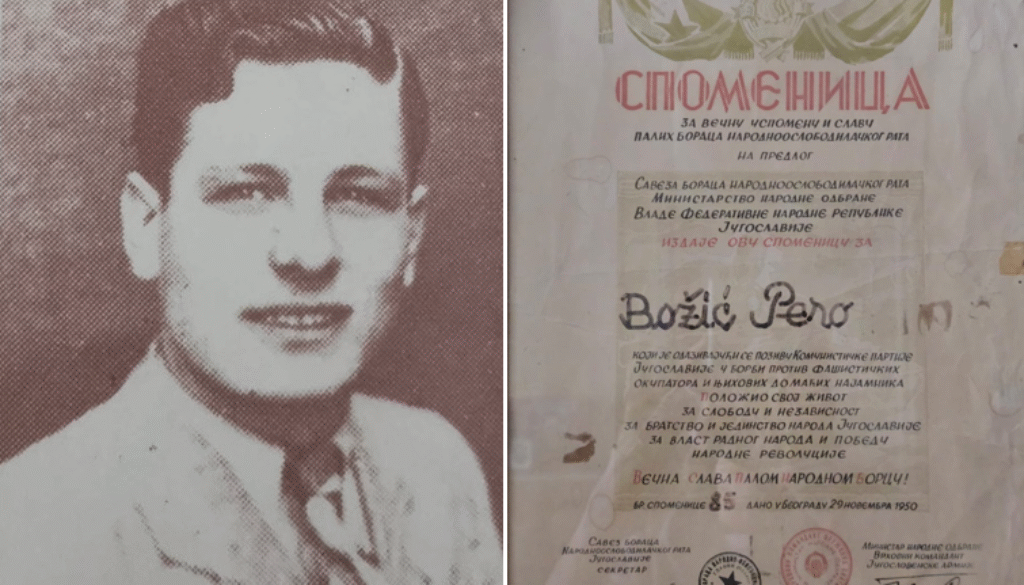 СПОМЕНИЦА
ЗА ВЕЧНУ УСПОМЕНУ И СЛАВУ
ПАЛИХ БОРАЦА НАРОДНООСЛОБОДИЛАЧКОГ РАТА
НА ПРЕДЛОГ
САВЕЗА БОРАЦА НАРОДНООСЛОБОДИЛАЧКОГ РАТА
МИНИСТАРСТВО НАРОДНЕ ОДБРАНЕ
ВЛАДЕ ФЕДЕРАТИВНЕ НАРОДНЕ РЕПУБЛИКЕ
ЈУГОСЛАВИЈЕ
ИЗДАЈЕ ОВУ СПОМЕНИЦУ ЗА
Božić Pero
КОЈИ ЈЕ ОДАЗИВАЈУЋИ СЕ ПОЗИВУ КОМУНИСТИЧКЕ ПАРТИЈЕ
ЈУГОСЛАВИЈЕ У БОРБИ ПРОТИВ ФАШИСТИЧКИХ
ОКУПАТОРА И ЊИХОВИХ ДОМАЋИХ НАЈАМНИКА
ПОЛОЖИО СВОЈ ЖИВОТ
ЗА СЛОБОДУ И НЕЗАВИСНОСТ
ЗА БРАТСТВО И ЈЕДИНСТВО НАРОДА ЈУГОСЛАВИЈЕ
ЗА ВЛАСТ РАДНОГ НАРОДА И ПОБЕДУ
НАРОДНЕ РЕВОЛУЦИЈЕ
ВЕЧНА СЛАВА ПАЛОМ НАРОДНОМ БОРЦУ!
БР. СПОМЕНИЦЕ 85 ДАНО У БЕОГРАДУ 29 НОВЕМБРА 1950
САВЕЗ БОРАЦА
НАРОДНООСЛОБОДИЛАЧКОГ РАТА
ЈУГОСЛАВИЈЕ
СЕКРЕТАР
МИНИСТАР НАРОДНЕ ОДБРАНЕ
ВРХОВНИ КОМАНДАНТ
ЈУГОСЛОВЕНСКЕ АРМИЈЕ